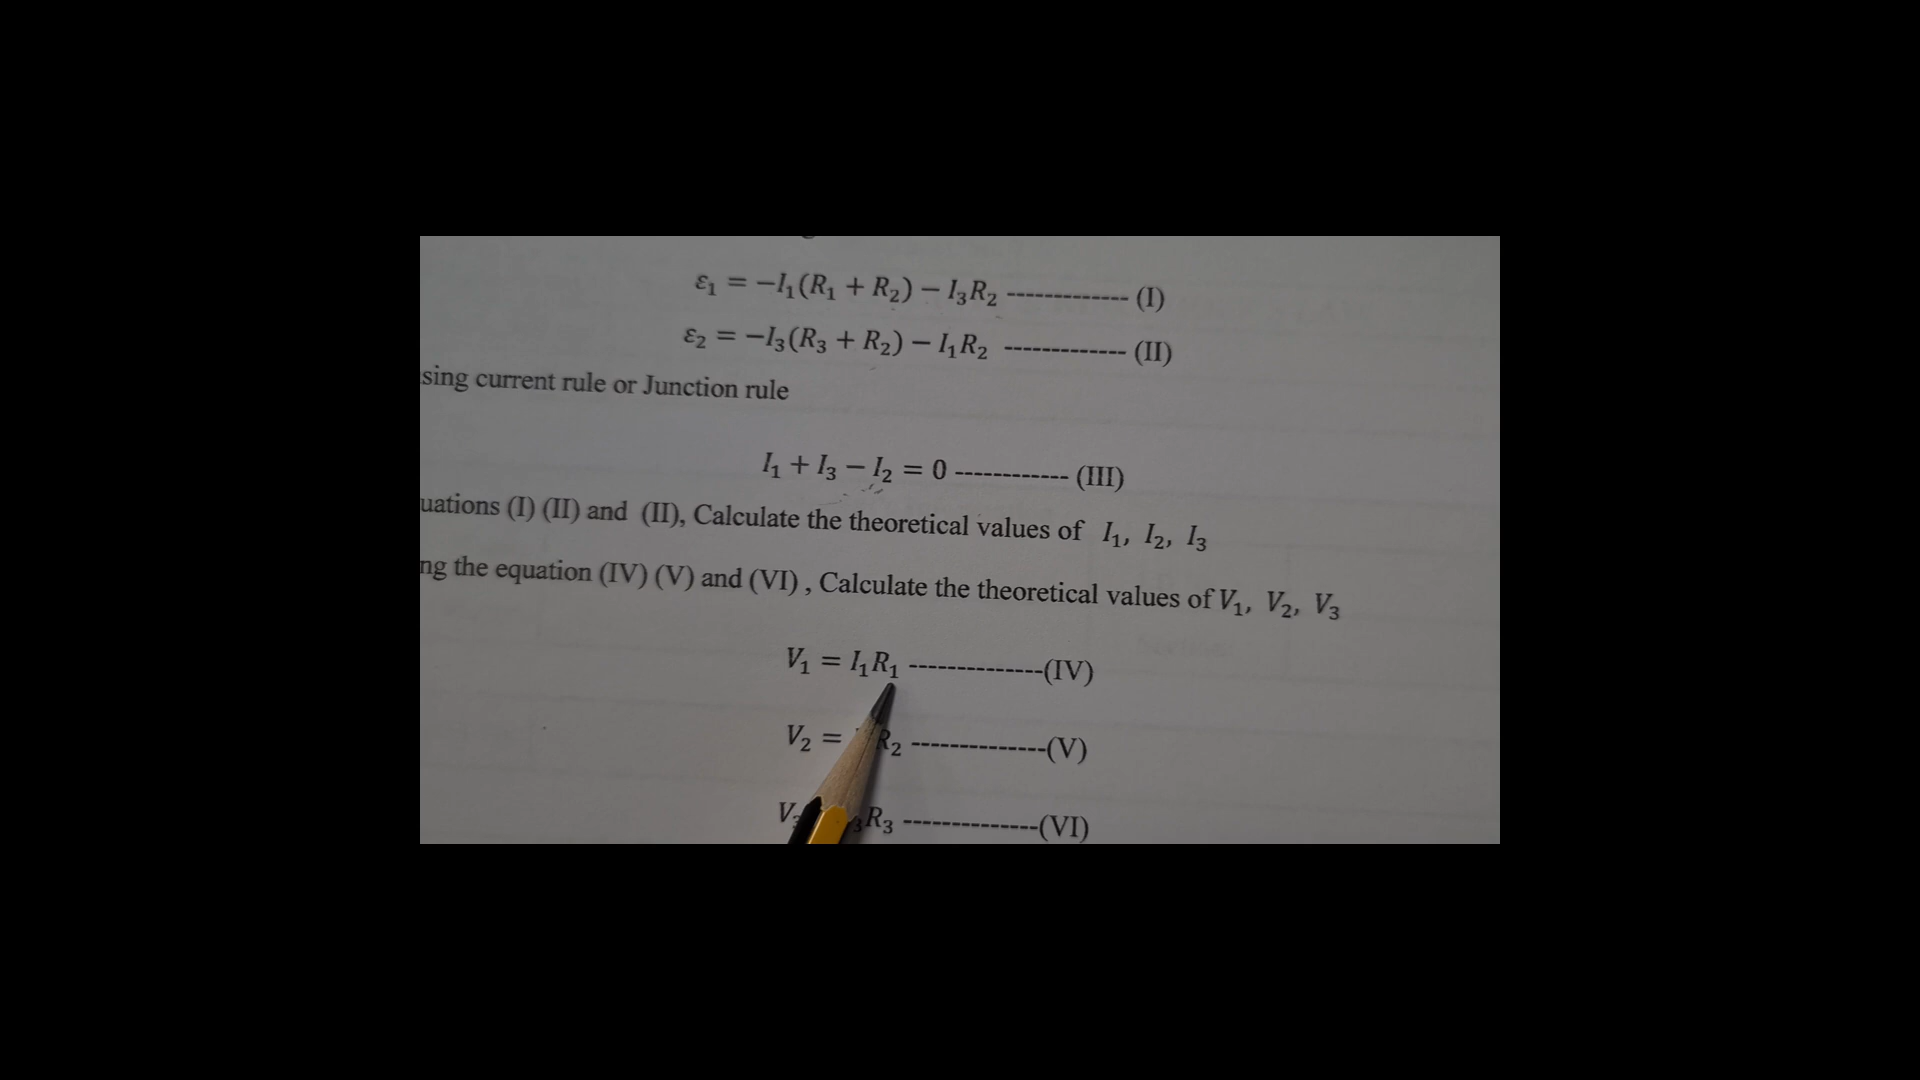 ε₁ = −I₁(R₁ + R₂) − I₃R₂ ------------- (I)
ε₂ = −I₃(R₃ + R₂) − I₁R₂ ------------- (II)
sing current rule or Junction rule
I₁ + I₃ − I₂ = 0 ------------ (III)
uations (I) (II) and (II), Calculate the theoretical values of I₁, I₂, I₃
ng the equation (IV) (V) and (VI) , Calculate the theoretical values of V₁, V₂, V₃
V₁ = I₁R₁ --------------(IV)
V₂ = R₂ --------------(V)
V ₃R₃ --------------(VI)